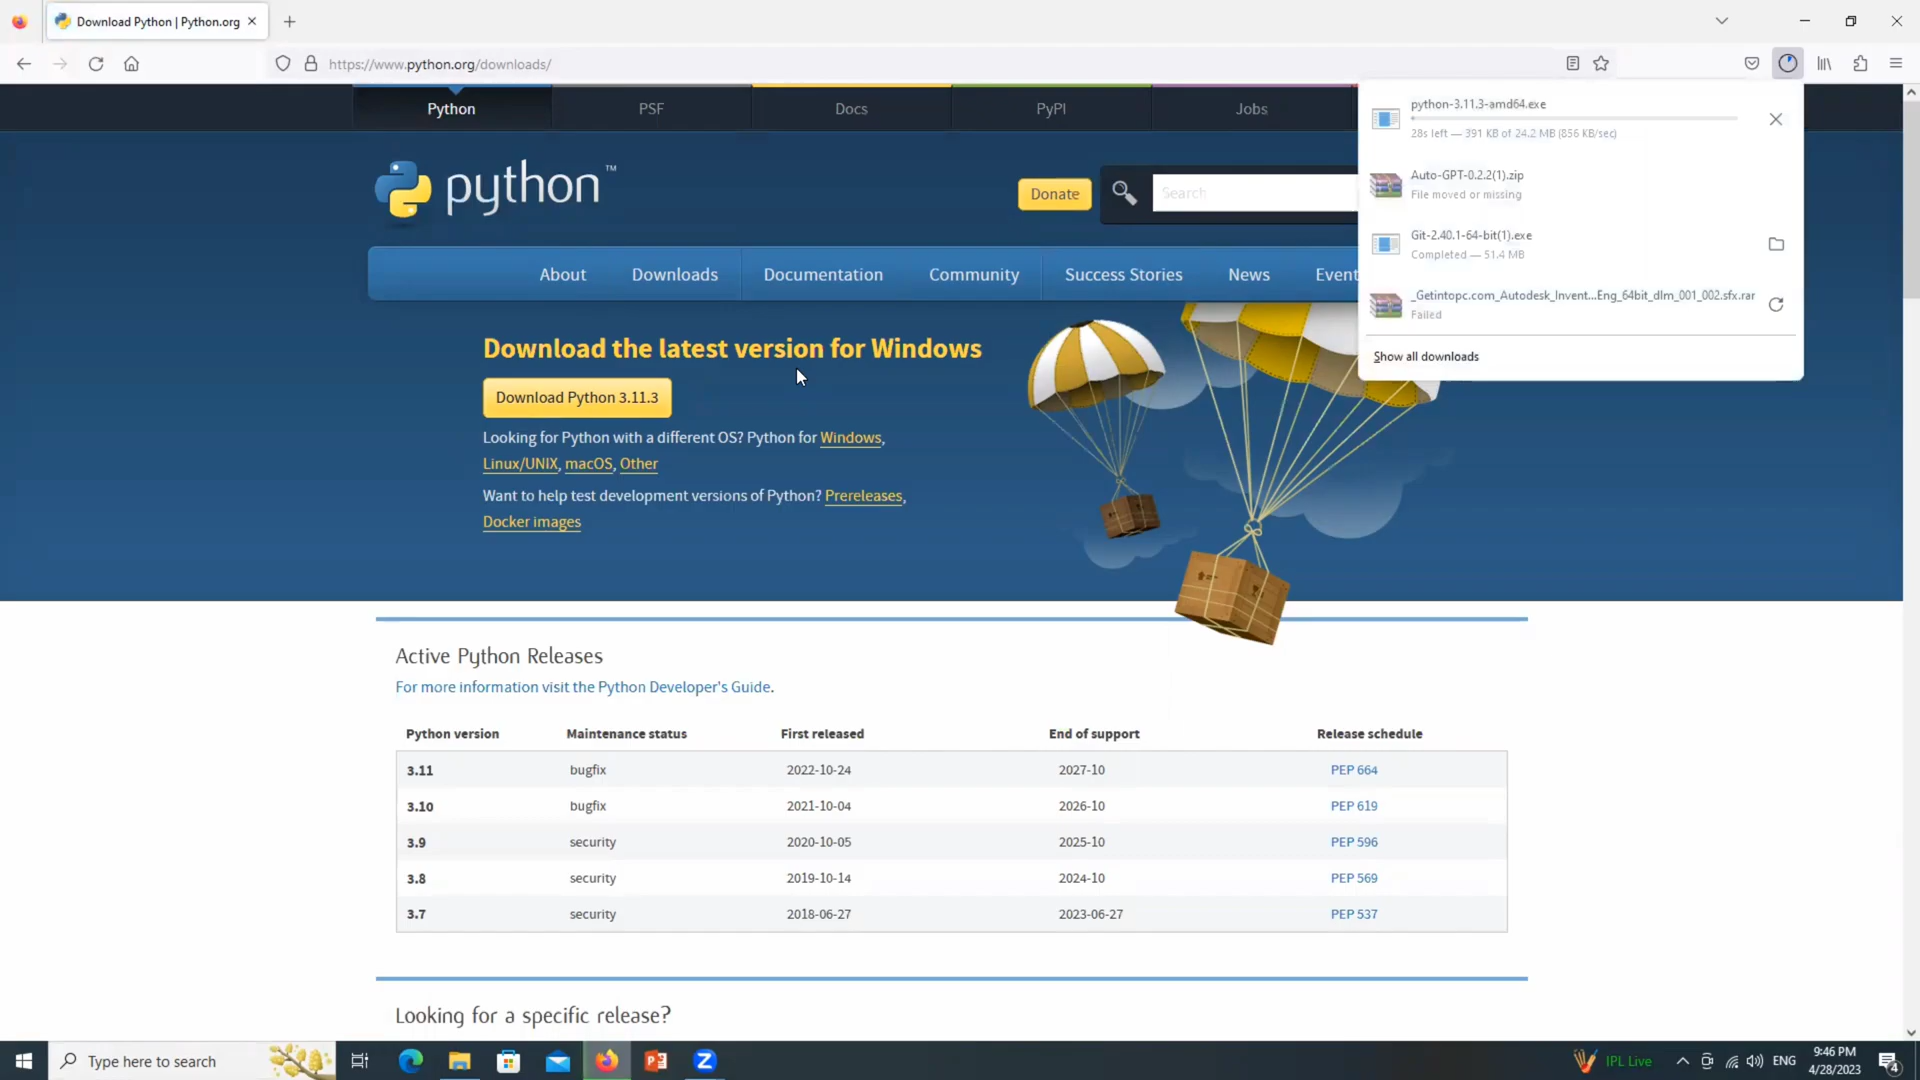 Download Python | Python.org
https://www.python.org/downloads/
Python
PSF
Docs
PyPI
Jobs
python™
Donate
Search
About
Downloads
Documentation
Community
Success Stories
News
Event
python-3.11.3-amd64.exe
28s left — 391 KB of 24.2 MB (856 KB/sec)
Auto-GPT-0.2.2(1).zip
File moved or missing
Git-2.40.1-64-bit(1).exe
Completed — 51.4 MB
_Getintopc.com_Autodesk_Invent...Eng_64bit_dlm_001_002.sfx.rar
Failed
Show all downloads
Download the latest version for Windows
Download Python 3.11.3
Looking for Python with a different OS? Python for Windows,
Linux/UNIX, macOS, Other
Want to help test development versions of Python? Prereleases,
Docker images
Active Python Releases
For more information visit the Python Developer's Guide.
Python version Maintenance status First released End of support Release schedule
3.11 bugfix 2022-10-24 2027-10 PEP 664
3.10 bugfix 2021-10-04 2026-10 PEP 619
3.9 security 2020-10-05 2025-10 PEP 596
3.8 security 2019-10-14 2024-10 PEP 569
3.7 security 2018-06-27 2023-06-27 PEP 537
Looking for a specific release?
Type here to search
IPL Live
ENG
9:46 PM
4/28/2023
4